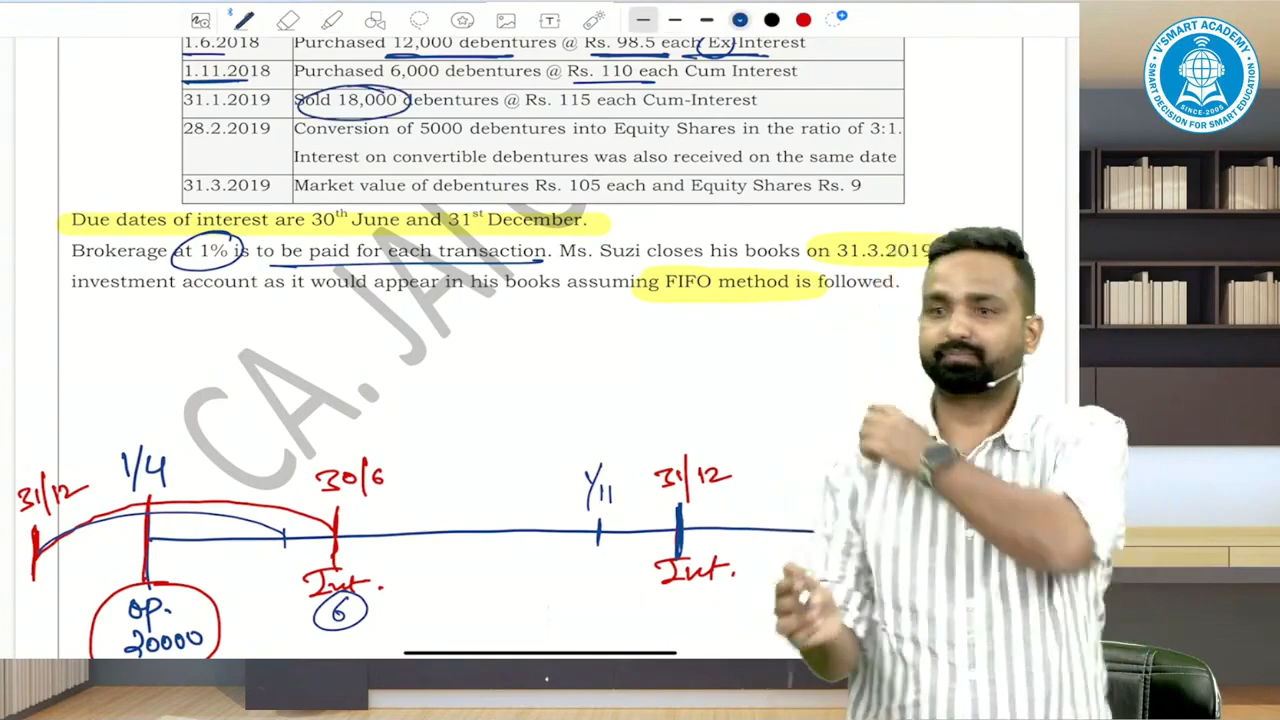 1.6.2018 Purchased 12,000 debentures @ Rs. 98.5 each Ex-Interest
1.11.2018 Purchased 6,000 debentures @ Rs. 110 each Cum Interest
31.1.2019 Sold 18,000 debentures @ Rs. 115 each Cum-Interest
28.2.2019 Conversion of 5000 debentures into Equity Shares in the ratio of 3:1.
Interest on convertible debentures was also received on the same date
31.3.2019 Market value of debentures Rs. 105 each and Equity Shares Rs. 9
Due dates of interest are 30th June and 31st December.
Brokerage at 1% is to be paid for each transaction. Ms. Suzi closes his books on 31.3.2019
investment account as it would appear in his books assuming FIFO method is followed.
CA. JAI
31/12 1/4 30/6 1/11 31/12
Int. Int.
6
op.
20000
V'SMART ACADEMY
SMART DECISION FOR SMART EDUCATION
SINCE-2005